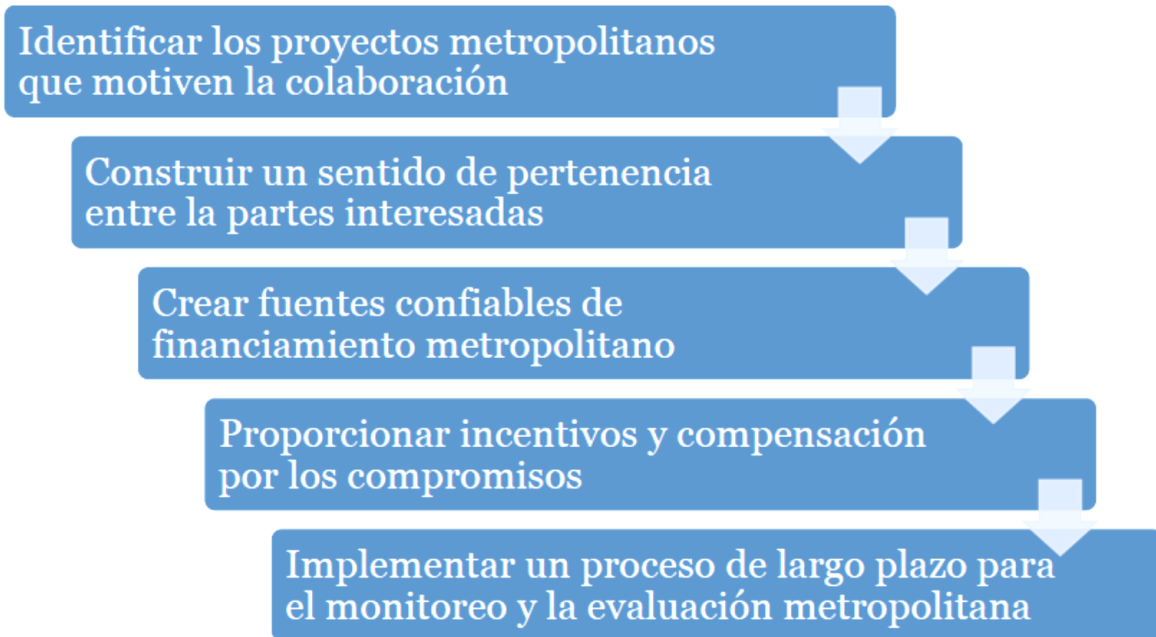 Identificar los proyectos metropolitanos
que motiven la colaboración
Construir un sentido de pertenencia
entre la partes interesadas
Crear fuentes confiables de
financiamiento metropolitano
Proporcionar incentivos y compensación
por los compromisos
Implementar un proceso de largo plazo para
el monitoreo y la evaluación metropolitana